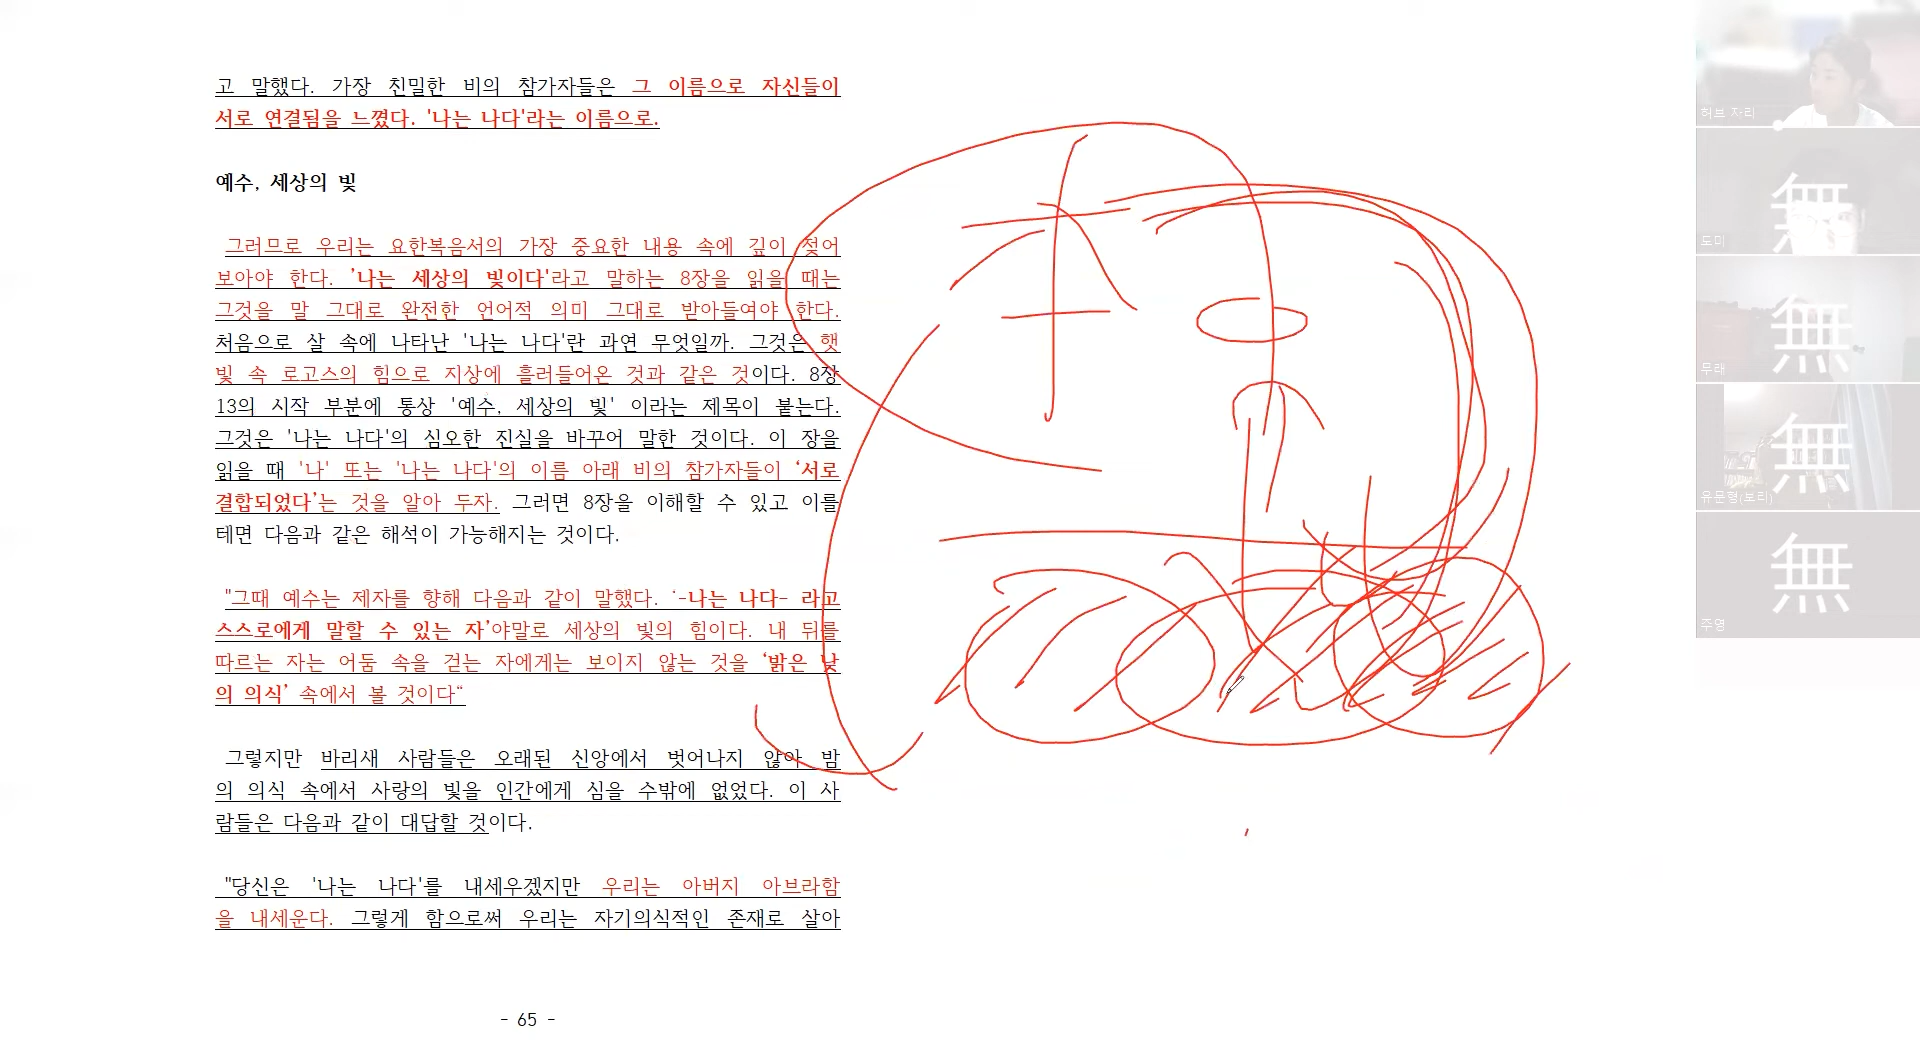 고 말했다. 가장 친밀한 비의 참가자들은 그 이름으로 자신들이
서로 연결됨을 느꼈다. '나는 나다'라는 이름으로.
예수, 세상의 빛
그러므로 우리는 요한복음서의 가장 중요한 내용 속에 깊이 젖어
보아야 한다. '나는 세상의 빛이다'라고 말하는 8장을 읽을 때는
그것을 말 그대로 완전한 언어적 의미 그대로 받아들여야 한다.
처음으로 살 속에 나타난 '나는 나다'란 과연 무엇일까. 그것은 햇
빛 속 로고스의 힘으로 지상에 흘러들어온 것과 같은 것이다. 8장
13의 시작 부분에 통상 '예수, 세상의 빛' 이라는 제목이 붙는다.
그것은 '나는 나다'의 심오한 진실을 바꾸어 말한 것이다. 이 장을
읽을 때 '나' 또는 '나는 나다'의 이름 아래 비의 참가자들이 ‘서로
결합되었다’는 것을 알아 두자. 그러면 8장을 이해할 수 있고 이를
테면 다음과 같은 해석이 가능해지는 것이다.
"그때 예수는 제자를 향해 다음과 같이 말했다. ‘-나는 나다- 라고
스스로에게 말할 수 있는 자’야말로 세상의 빛의 힘이다. 내 뒤를
따르는 자는 어둠 속을 걷는 자에게는 보이지 않는 것을 ‘밝은 낮
의 의식’ 속에서 볼 것이다“
그렇지만 바리새 사람들은 오래된 신앙에서 벗어나지 않아 밤
의 의식 속에서 사랑의 빛을 인간에게 심을 수밖에 없었다. 이 사
람들은 다음과 같이 대답할 것이다.
"당신은 '나는 나다'를 내세우겠지만 우리는 아버지 아브라함
을 내세운다. 그렇게 함으로써 우리는 자기의식적인 존재로 살아
- 65 -
허브 자리
無
도미
無
무래
無
유문형(보리)
無
주영